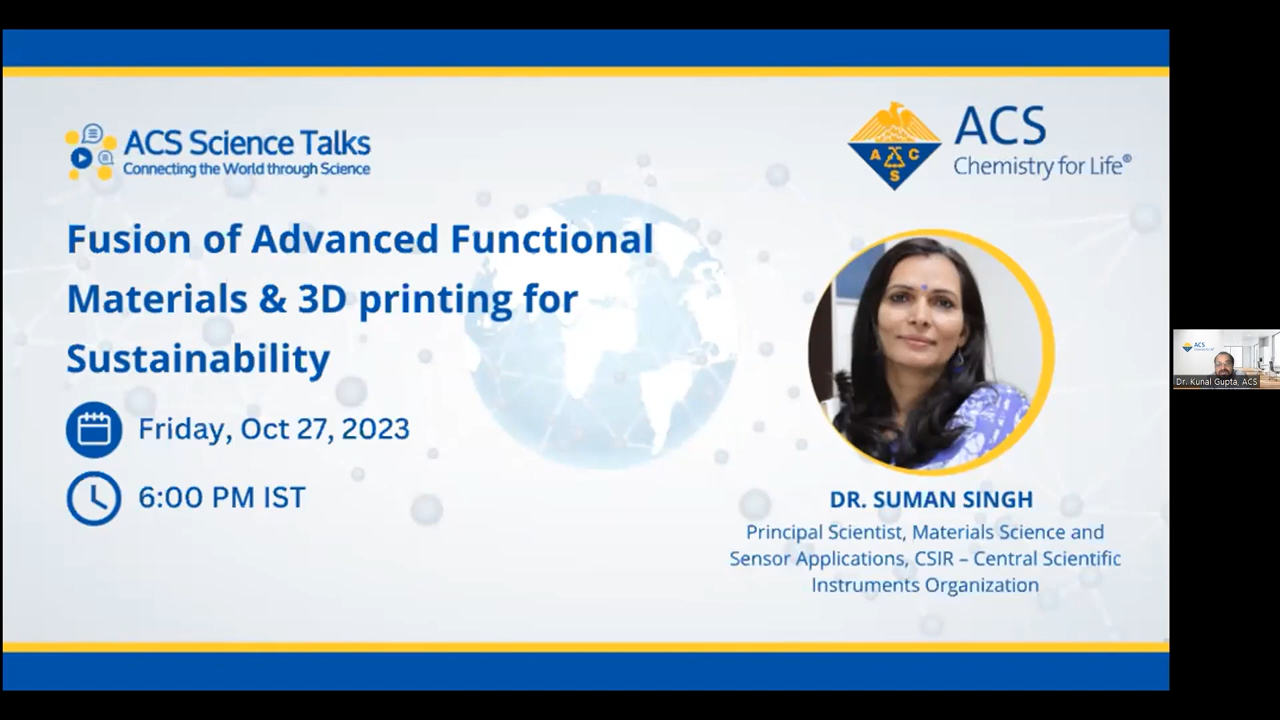 ACS Science Talks
Connecting the World through Science
ACS
Chemistry for Life®
A C S
Fusion of Advanced Functional
Materials & 3D printing for
Sustainability
Friday, Oct 27, 2023
6:00 PM IST
DR. SUMAN SINGH
Principal Scientist, Materials Science and
Sensor Applications, CSIR – Central Scientific
Instruments Organization
ACS
Dr. Kunal Gupta, ACS